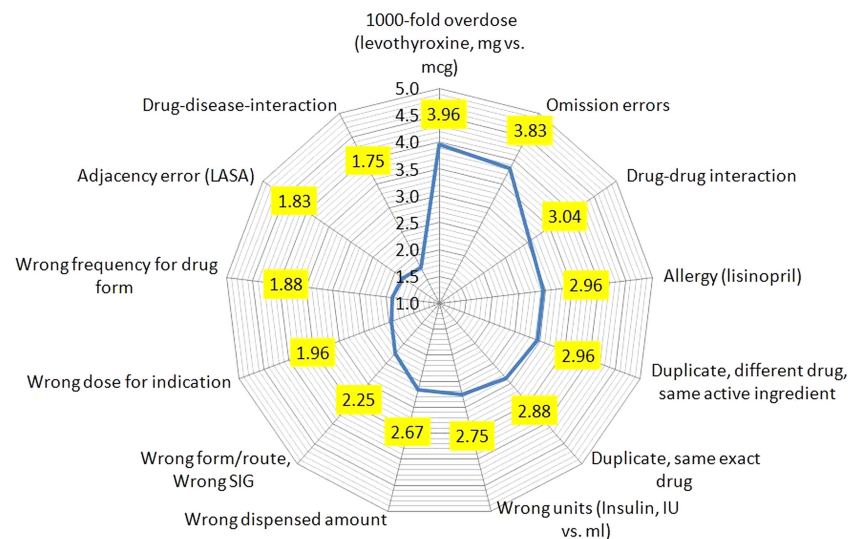 1000-fold overdose
(levothyroxine, mg vs.
mcg)
5.0
4.5
4.0
3.5
3.0
2.5
2.0
1.5
1.0
3.96
Omission errors
3.83
Drug-drug interaction
3.04
Allergy (lisinopril)
2.96
Duplicate, different drug,
same active ingredient
2.96
Duplicate, same exact
drug
2.88
Wrong units (Insulin, IU
vs. ml)
2.75
Wrong dispensed amount
2.67
Wrong form/route,
Wrong SIG
2.25
Wrong dose for indication
1.96
Wrong frequency for drug
form
1.88
Adjacency error (LASA)
1.83
Drug-disease-interaction
1.75